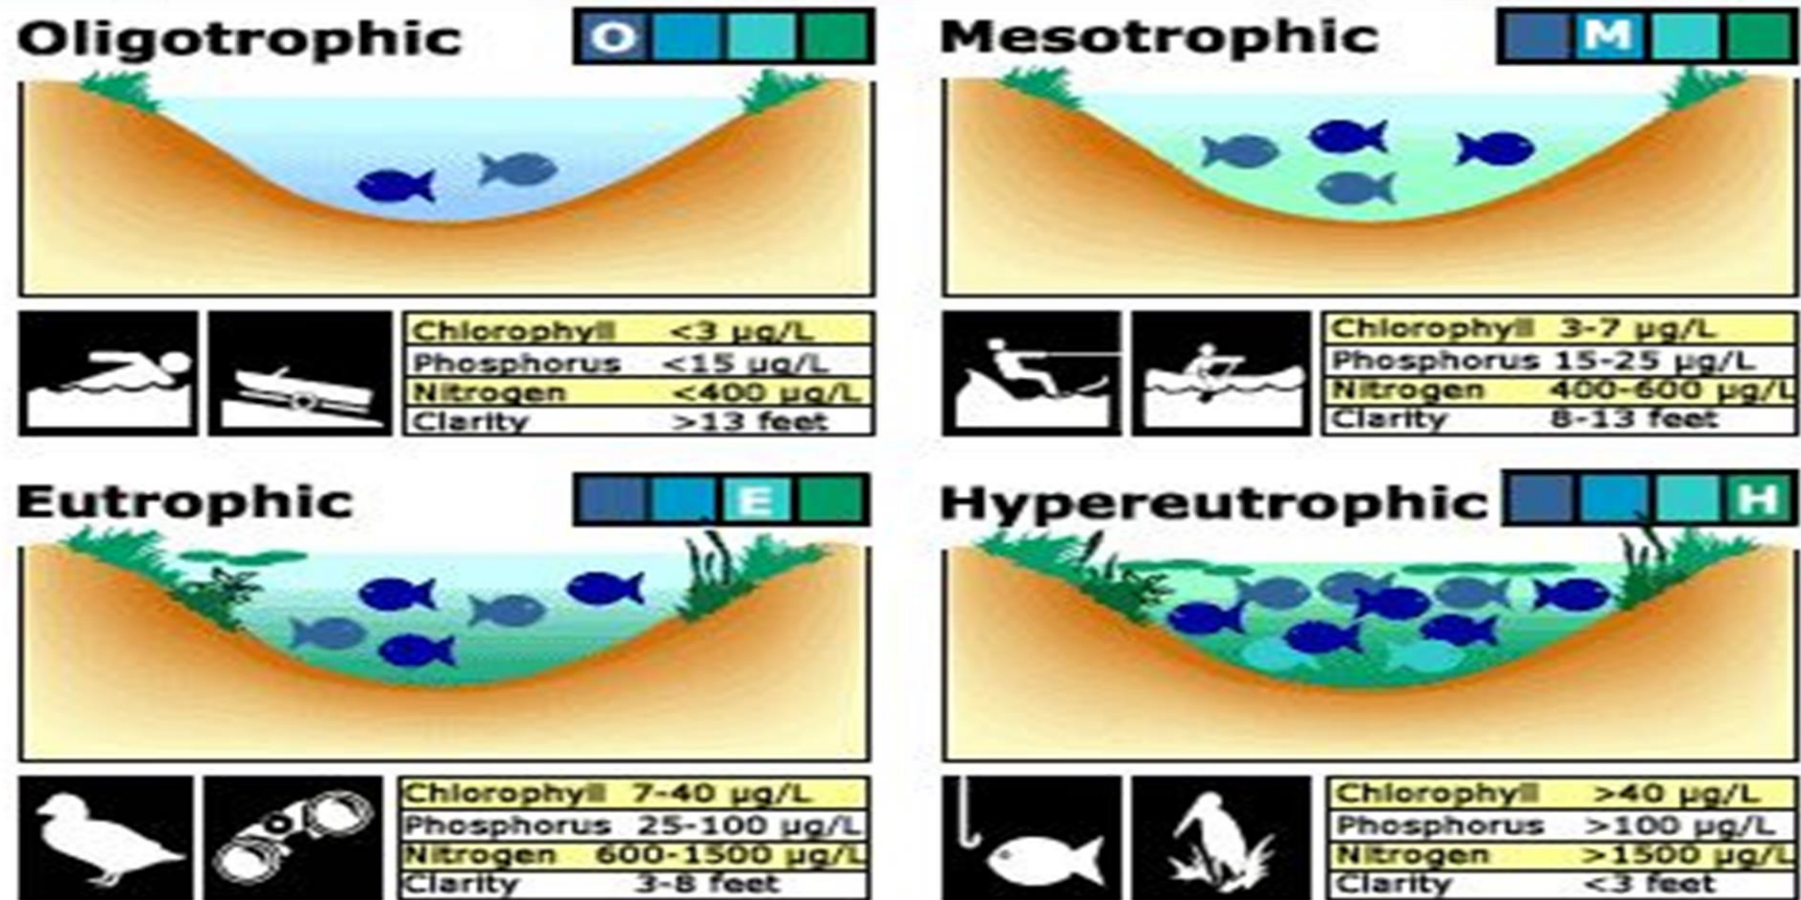 Oligotrophic O
Chlorophyll <3 µg/L
Phosphorus <15 µg/L
Nitrogen <400 µg/L
Clarity >13 feet
Mesotrophic M
Chlorophyll 3-7 µg/L
Phosphorus 15-25 µg/L
Nitrogen 400-600 µg/L
Clarity 8-13 feet
Eutrophic E
Chlorophyll 7-40 µg/L
Phosphorus 25-100 µg/L
Nitrogen 600-1500 µg/L
Clarity 3-8 feet
Hypereutrophic H
Chlorophyll >40 µg/L
Phosphorus >100 µg/L
Nitrogen >1500 µg/L
Clarity <3 feet